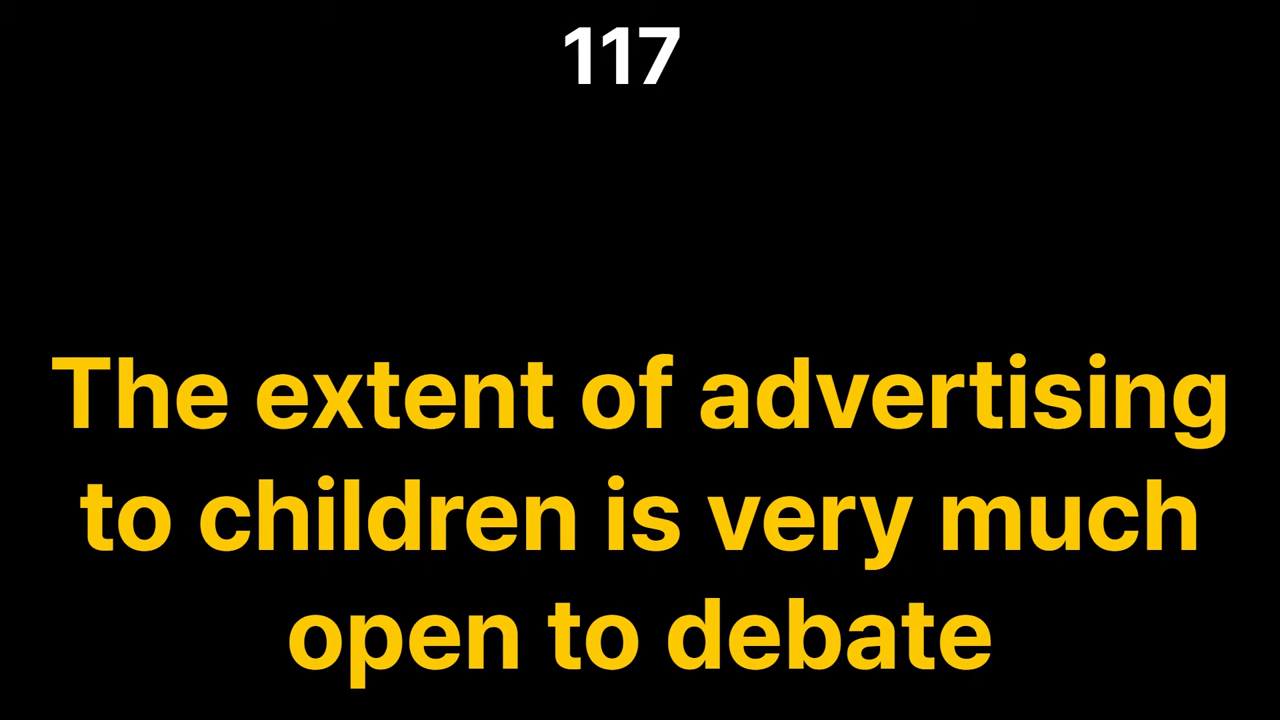 117
The extent of advertising
to children is very much
open to debate